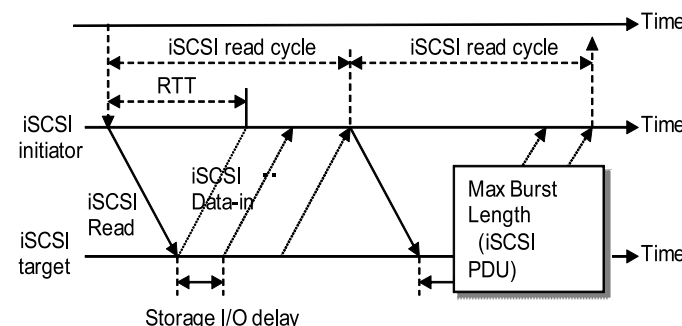 Time
iSCSI read cycle
iSCSI read cycle
RTT
iSCSI
initiator
Time
iSCSI
Read
iSCSI
Data-in
..
Max Burst
Length
(iSCSI
PDU)
iSCSI
target
Time
Storage I/O delay